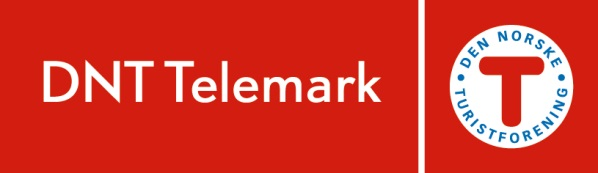 DNT Telemark
DEN NORSKE
T
TURISTFORENING